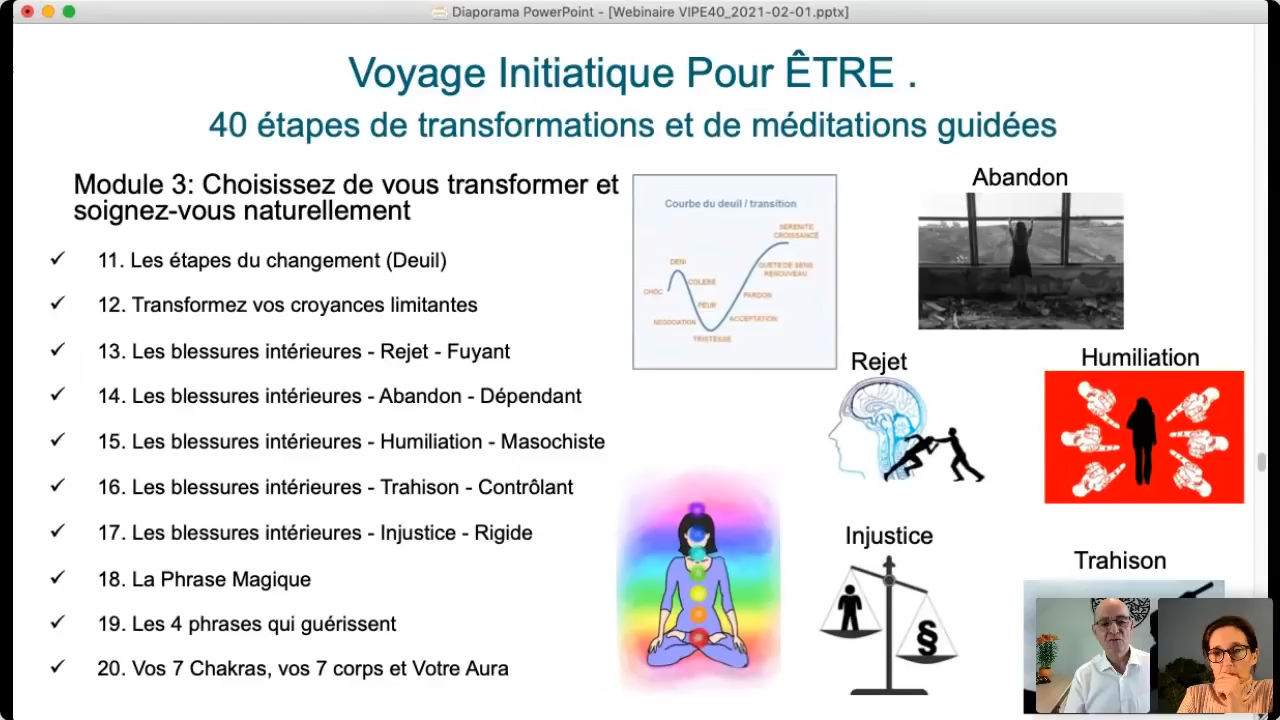 Diaporama PowerPoint - [Webinaire VIPE40_2021-02-01.pptx]
Voyage Initiatique Pour ÊTRE .
40 étapes de transformations et de méditations guidées
Module 3: Choisissez de vous transformer et
soignez-vous naturellement
✓ 11. Les étapes du changement (Deuil)
✓ 12. Transformez vos croyances limitantes
✓ 13. Les blessures intérieures - Rejet - Fuyant
✓ 14. Les blessures intérieures - Abandon - Dépendant
✓ 15. Les blessures intérieures - Humiliation - Masochiste
✓ 16. Les blessures intérieures - Trahison - Contrôlant
✓ 17. Les blessures intérieures - Injustice - Rigide
✓ 18. La Phrase Magique
✓ 19. Les 4 phrases qui guérissent
✓ 20. Vos 7 Chakras, vos 7 corps et Votre Aura
Courbe du deuil / transition
SERENITE
CROISSANCE
DENI
QUETE DE SENS
RENOUVEAU
COLERE
CHOC
PARDON
PEUR
NEGOCIATION
ACCEPTATION
TRISTESSE
Abandon
Rejet
Humiliation
Injustice
§
Trahison